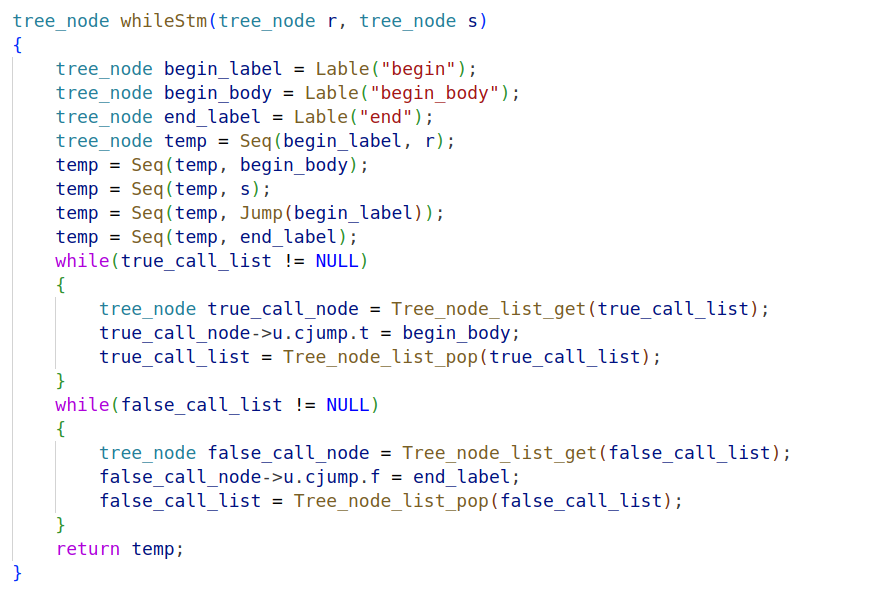 tree_node whileStm(tree_node r, tree_node s)
{
    tree_node begin_label = Lable("begin");
    tree_node begin_body = Lable("begin_body");
    tree_node end_label = Lable("end");
    tree_node temp = Seq(begin_label, r);
    temp = Seq(temp, begin_body);
    temp = Seq(temp, s);
    temp = Seq(temp, Jump(begin_label));
    temp = Seq(temp, end_label);
    while(true_call_list != NULL)
    {
        tree_node true_call_node = Tree_node_list_get(true_call_list);
        true_call_node->u.cjump.t = begin_body;
        true_call_list = Tree_node_list_pop(true_call_list);
    }
    while(false_call_list != NULL)
    {
        tree_node false_call_node = Tree_node_list_get(false_call_list);
        false_call_node->u.cjump.f = end_label;
        false_call_list = Tree_node_list_pop(false_call_list);
    }
    return temp;
}